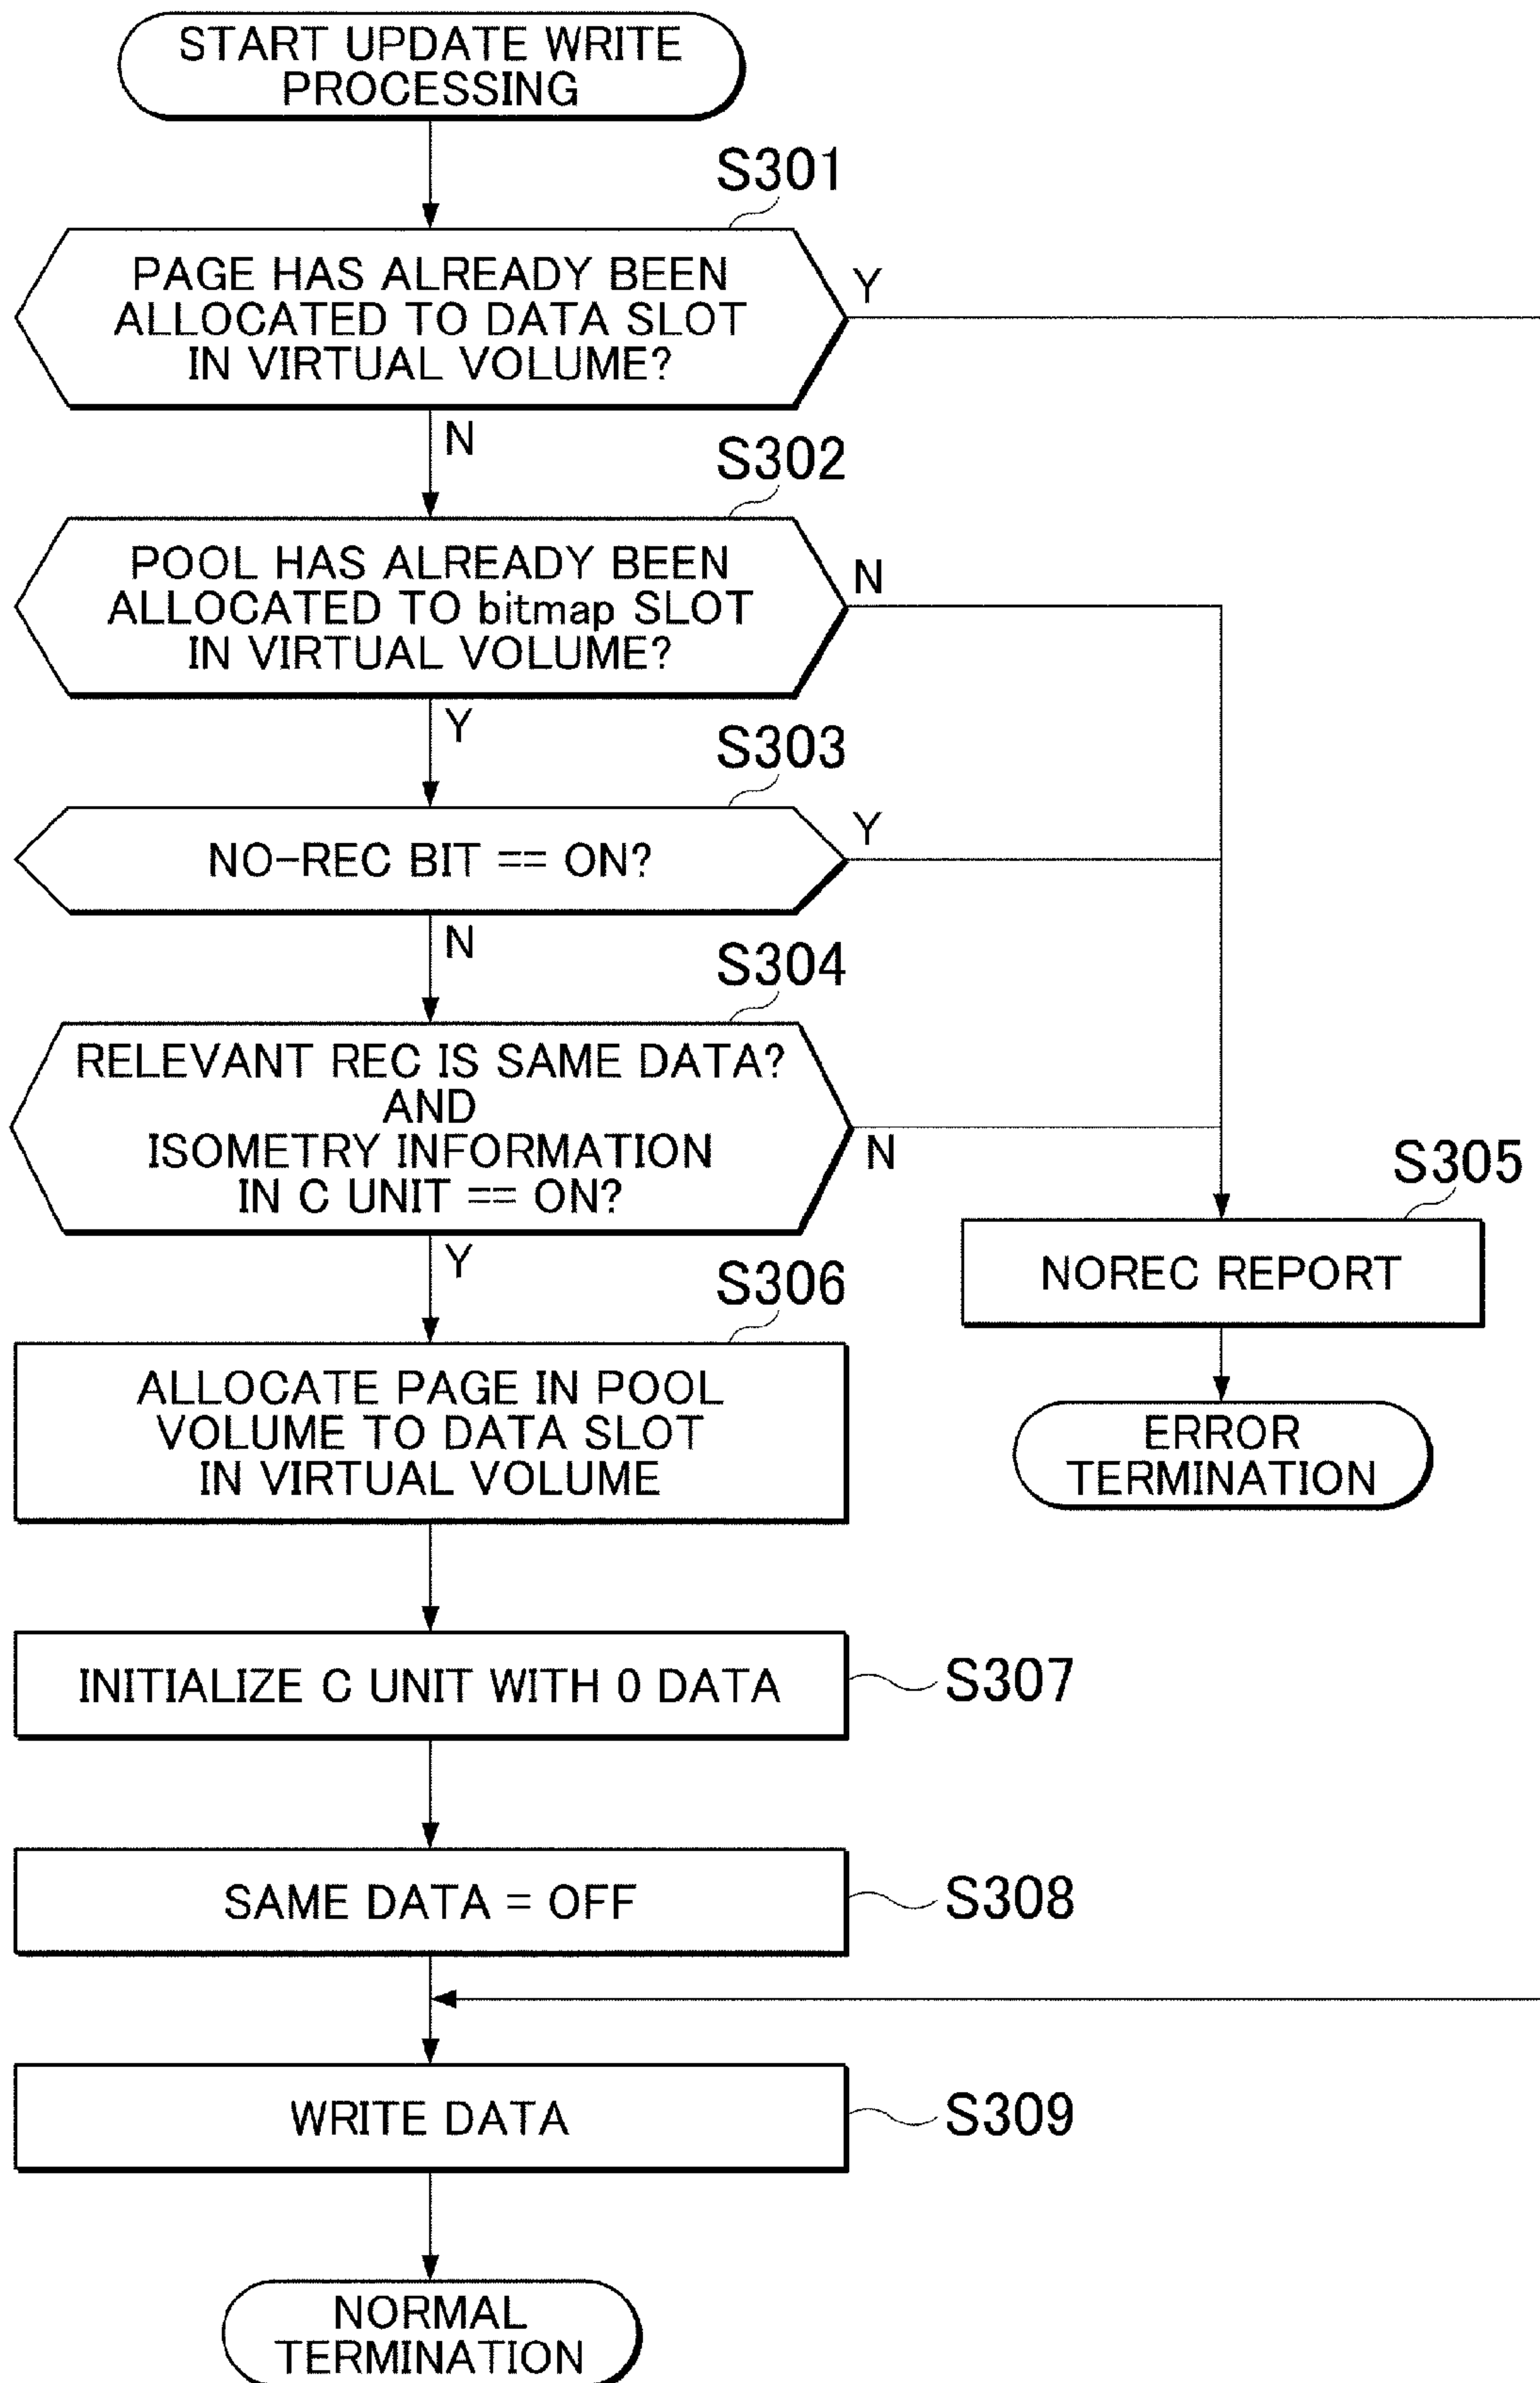 START UPDATE WRITE
PROCESSING
S301
PAGE HAS ALREADY BEEN
ALLOCATED TO DATA SLOT
IN VIRTUAL VOLUME?
Y
N
S302
POOL HAS ALREADY BEEN
ALLOCATED TO bitmap SLOT
IN VIRTUAL VOLUME?
N
Y
S303
NO-REC BIT == ON?
Y
N
S304
RELEVANT REC IS SAME DATA?
AND
ISOMETRY INFORMATION
IN C UNIT == ON?
N
Y
S305
NOREC REPORT
ERROR
TERMINATION
S306
ALLOCATE PAGE IN POOL
VOLUME TO DATA SLOT
IN VIRTUAL VOLUME
INITIALIZE C UNIT WITH 0 DATA
S307
SAME DATA = OFF
S308
WRITE DATA
S309
NORMAL
TERMINATION